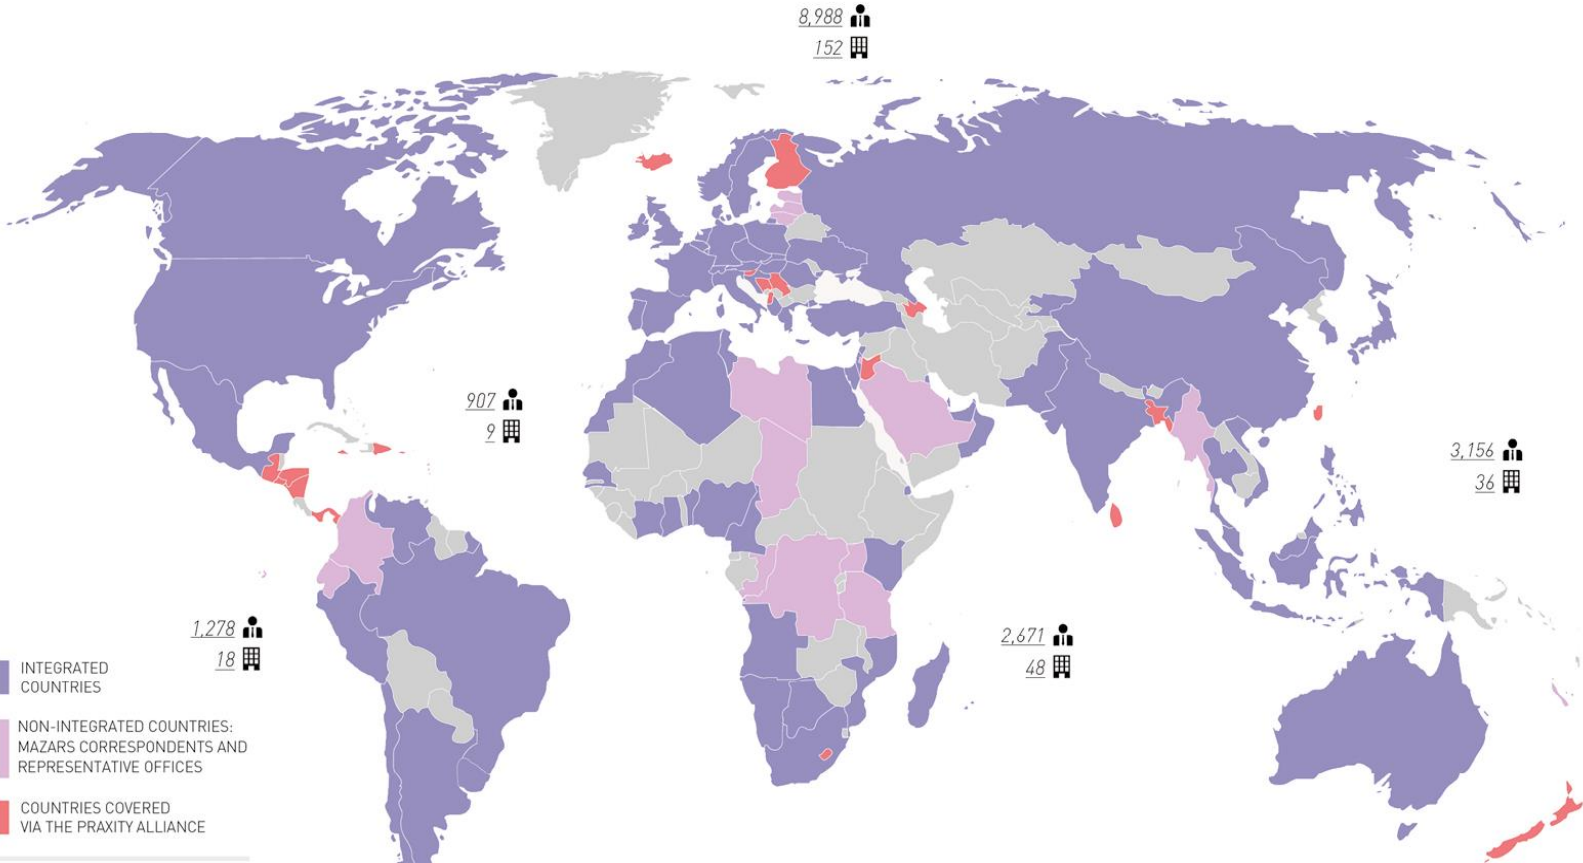 8,988
152
907
9
3,156
36
1,278
18
2,671
48
INTEGRATED
COUNTRIES
NON-INTEGRATED COUNTRIES:
MAZARS CORRESPONDENTS AND
REPRESENTATIVE OFFICES
COUNTRIES COVERED
VIA THE PRAXITY ALLIANCE